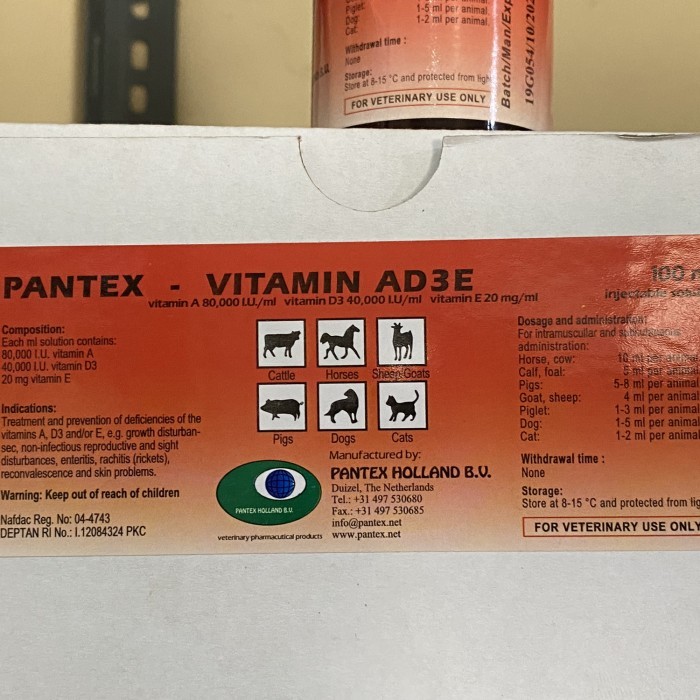 Piglet:
1-5 ml per animal
Dog:
1-2 ml per animal
Cat:
Withdrawal time :
None
Storage:
Store at 8-15 °C and protected from
FOR VETERINARY USE ONLY
Batch/Man/Exp
19G054/10/202
PANTEX - VITAMIN AD3E
vitamin A 80,000 I.U./ml vitamin D3 40,000 I.U/ml vitamin E 20 mg/ml
100
injectable
Composition:
Each ml solution contains:
80,000 I.U. vitamin A
40,000 I.U. vitamin D3
20 mg vitamin E
Indications:
Treatment and prevention of deficiencies of the
vitamins A, D3 and/or E, e.g. growth disturban-
sec, non-infectious reproductive and sight
disturbances, enteritis, rachitis (rickets),
reconvalescence and skin problems.
Warning: Keep out of reach of children
Nafdac Reg. No: 04-4743
DEPTAN RI No.: I.12084324 PKC
Cattle
Horses
Sheep/Goats
Pigs
Dogs
Cats
PANTEX HOLLAND B.V.
veterinary pharmacutical products
Manufactured by:
PANTEX HOLLAND B.V.
Duizel, The Netherlands
Tel.: +31 497 530680
Fax.: +31 497 530685
info@pantex.net
www.pantex.net
Dosage and administration:
For intramuscular and subcutaneous
administration:
Horse, cow: 10 ml per animal
Calf, foal: 5 ml per animal
Pigs: 5-8 ml per animal
Goat, sheep: 4 ml per animal
Piglet: 1-3 ml per animal
Dog: 1-5 ml per animal
Cat: 1-2 ml per animal
Withdrawal time :
None
Storage:
Store at 8-15 °C and protected from
FOR VETERINARY USE ONLY